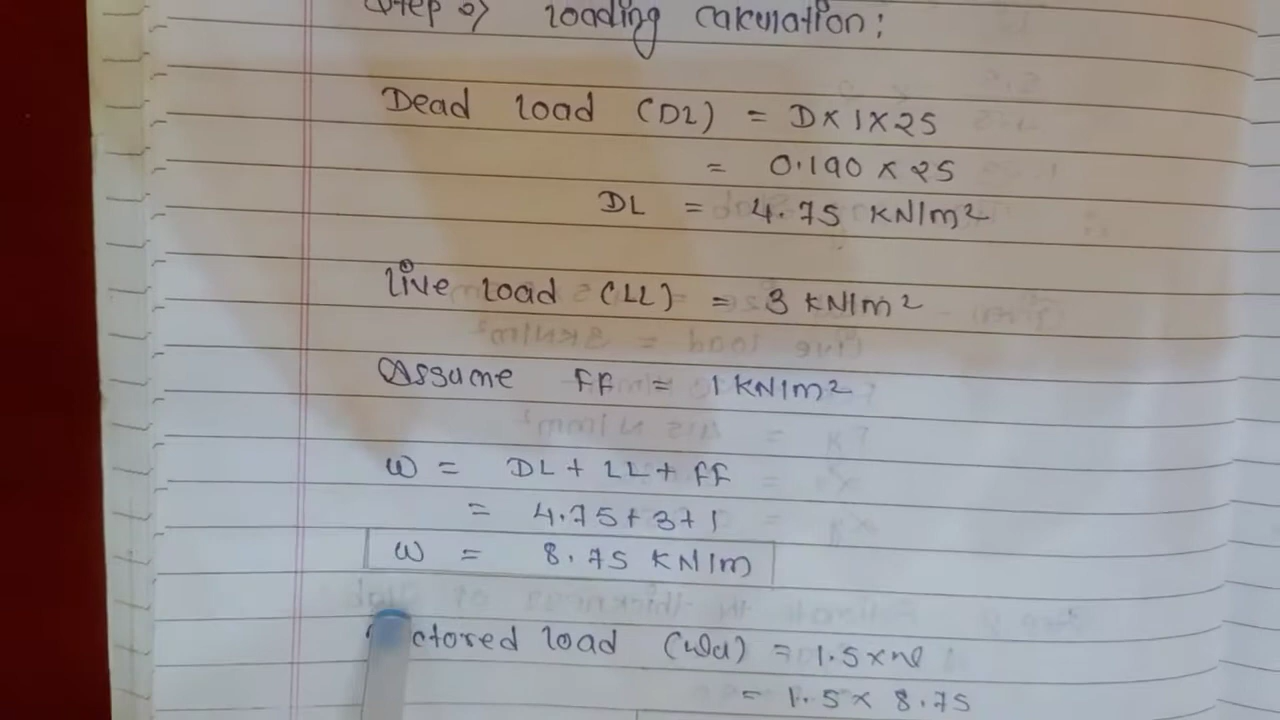 Step 2) loading calculation:
Dead load (DL) = D×1×25
= 0.190 × 25
DL = 4.75 KN/m²
live load (LL) = 3 KN/m²
Assume FF = 1 KN/m²
W = DL + LL + FF
= 4.75+3+1
W = 8.75 KN/m
ctored load (Wd) = 1.5×W
= 1.5 × 8.75